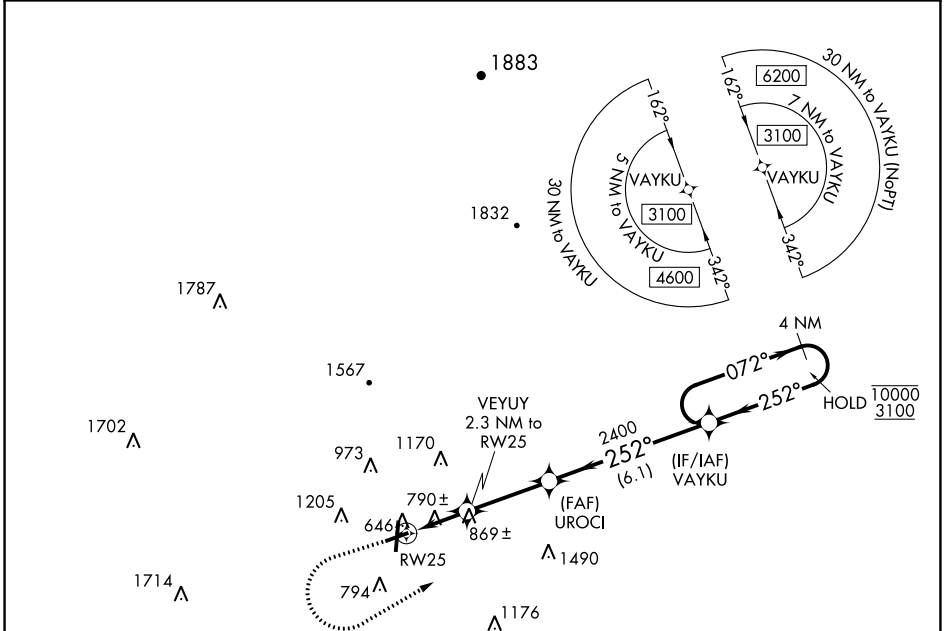 1883
162°
6200
30 NM to VAYKU (NoPT)
7 NM to VAYKU
3100
VAYKU
342°
162°
VAYKU
5 NM to VAYKU
3100
30 NM to VAYKU
4600
342°
1832
1787
4 NM
072°
252°
HOLD
10000
3100
1567
VEYUY
2.3 NM to
RW25
2400
252°
(6.1)
(IF/IAF)
VAYKU
1702
973
1170
(FAF)
UROCI
1205
790±
646
869±
RW25
1490
794
1714
1176